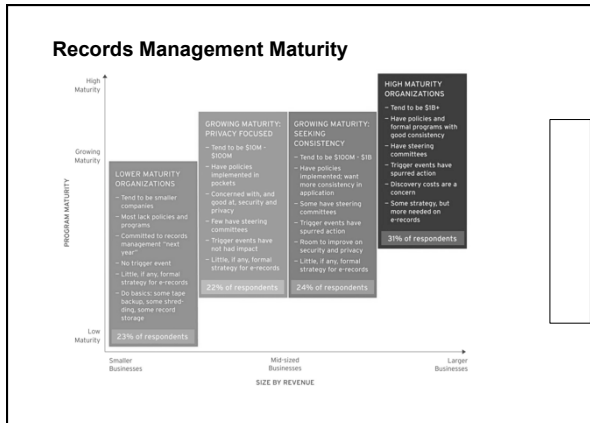 Records Management Maturity
High
Maturity
Growing
Maturity
Low
Maturity
PROGRAM MATURITY
LOWER MATURITY
ORGANIZATIONS
– Tend to be smaller
companies
– Most lack policies and
programs
– Committed to records
management "next
year"
– No trigger event
– Little, if any, formal
strategy for e-records
– Do basics; some tape
backup, some shred-
ding, some record
storage
23% of respondents
GROWING MATURITY:
PRIVACY FOCUSED
– Tend to be $10M -
$100M
– Have policies
implemented in
pockets
– Concerned with, and
good at, security and
privacy
– Few have steering
committees
– Trigger events have
not had impact
– Little, if any, formal
strategy for e-records
22% of respondents
GROWING MATURITY:
SEEKING
CONSISTENCY
– Tend to be $100M - $1B
– Have policies
implemented; want
more consistency in
application
– Some have steering
committees
– Trigger events have
spurred action
– Room to improve on
security and privacy
– Little, if any, formal
strategy for e-records
24% of respondents
HIGH MATURITY
ORGANIZATIONS
– Tend to be $1B+
– Have policies and
formal programs with
good consistency
– Have steering
committees
– Trigger events have
spurred action
– Discovery costs are a
concern
– Some strategy, but
more needed on
e-records
31% of respondents
Smaller
Businesses
Mid-sized
Businesses
Larger
Businesses
SIZE BY REVENUE